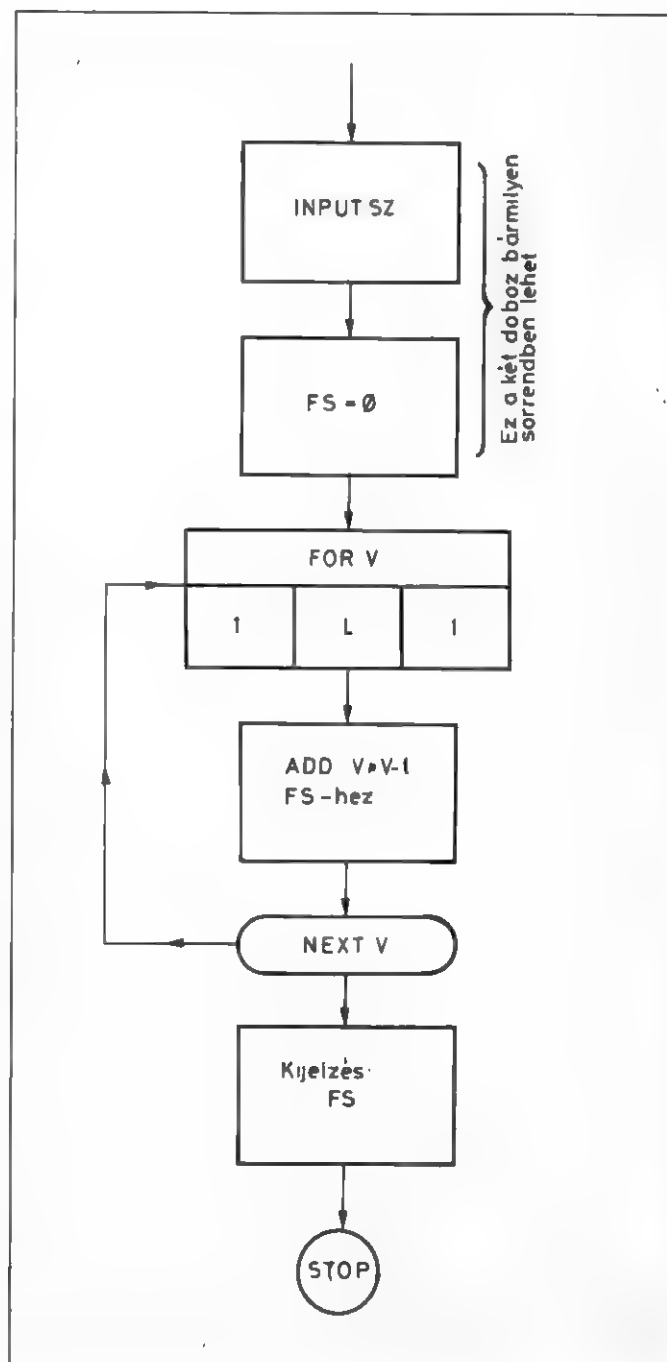 INPUT SZ
FS = Ø
Ez a két doboz bármilyen
sorrendben lehet
FOR V
1 L 1
ADD V*V-1
FS-hez
NEXT V
Kijelzés
FS
STOP